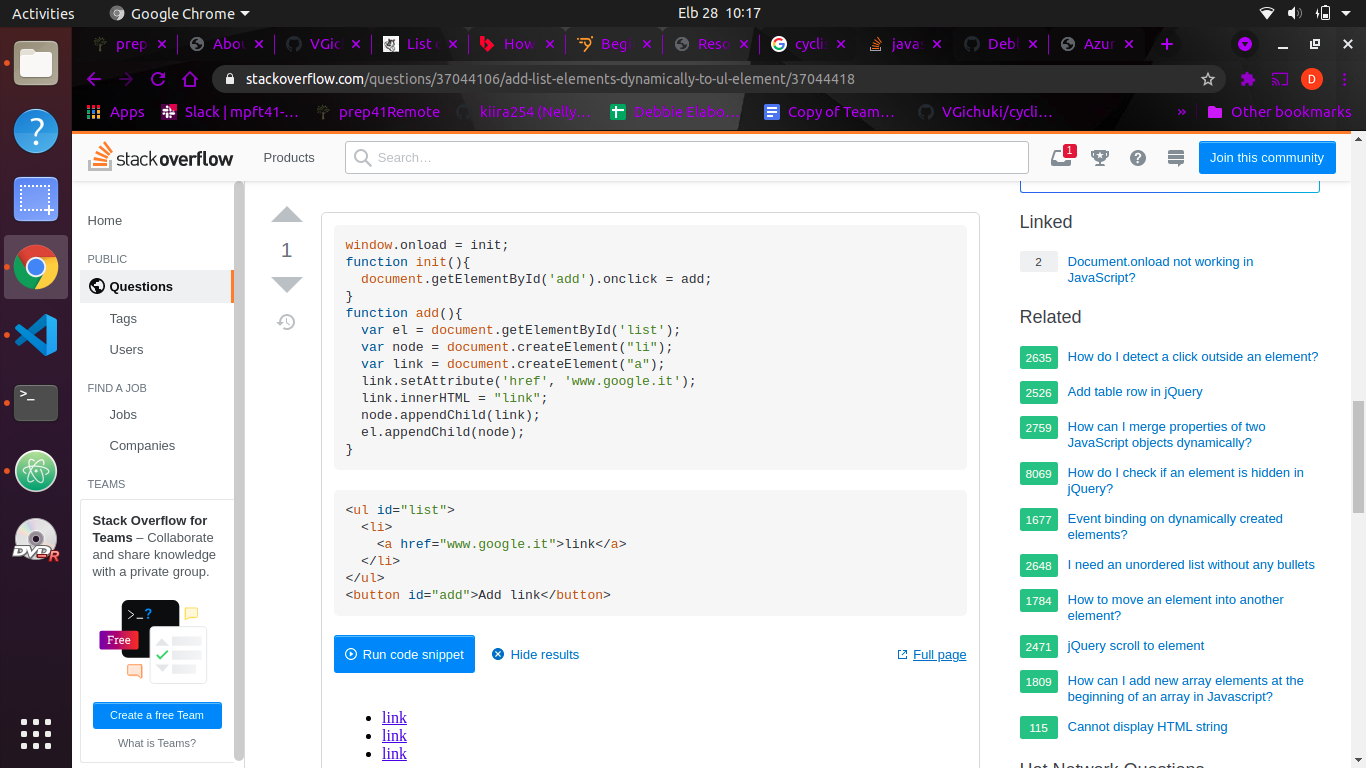 Activities
Google Chrome
Elb 28 10:17
prep
Abou
VGich
List o
How
Begi
Reso
cyclis
javas
Debb
Azur
stackoverflow.com/questions/37044106/add-list-elements-dynamically-to-ul-element/37044418
D
Apps
Slack | mpft41-…
prep41Remote
kiira254 (Nelly…
Debbie Elabo…
Copy of Team…
VGichuki/cycli…
»
Other bookmarks
stackoverflow
Products
Search…
1
Join this community
Home
PUBLIC
Questions
Tags
Users
FIND A JOB
Jobs
Companies
TEAMS
Stack Overflow for
Teams – Collaborate
and share knowledge
with a private group.
>_?
Free
Create a free Team
What is Teams?
1
window.onload = init;
function init(){
  document.getElementById('add').onclick = add;
}
function add(){
  var el = document.getElementById('list');
  var node = document.createElement("li");
  var link = document.createElement("a");
  link.setAttribute('href', 'www.google.it');
  link.innerHTML = "link";
  node.appendChild(link);
  el.appendChild(node);
}
<ul id="list">
  <li>
    <a href="www.google.it">link</a>
  </li>
</ul>
<button id="add">Add link</button>
Run code snippet
Hide results
Full page
link
link
link
Linked
2 Document.onload not working in
JavaScript?
Related
2635 How do I detect a click outside an element?
2526 Add table row in jQuery
2759 How can I merge properties of two
JavaScript objects dynamically?
8069 How do I check if an element is hidden in
jQuery?
1677 Event binding on dynamically created
elements?
2648 I need an unordered list without any bullets
1784 How to move an element into another
element?
2471 jQuery scroll to element
1809 How can I add new array elements at the
beginning of an array in Javascript?
115 Cannot display HTML string
Hot Network Questions
>_
DVD-R